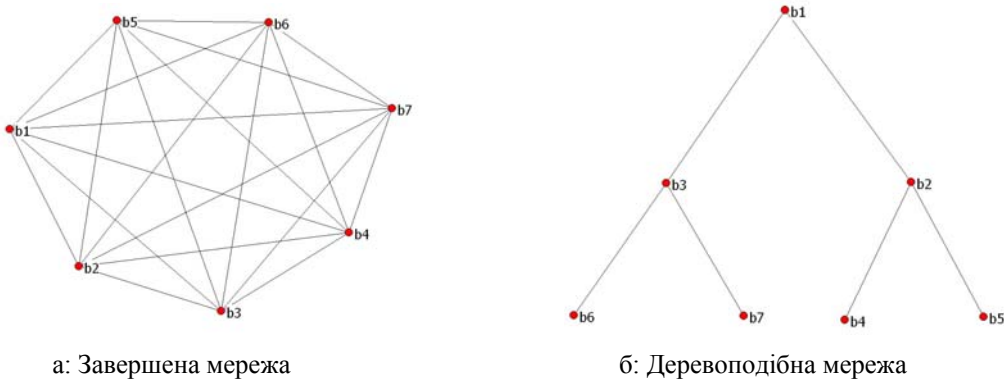 b5
b6
b7
b1
b4
b2
b3
b1
b3
b2
b6
b7
b4
b5
а: Завершена мережа
б: Деревоподібна мережа